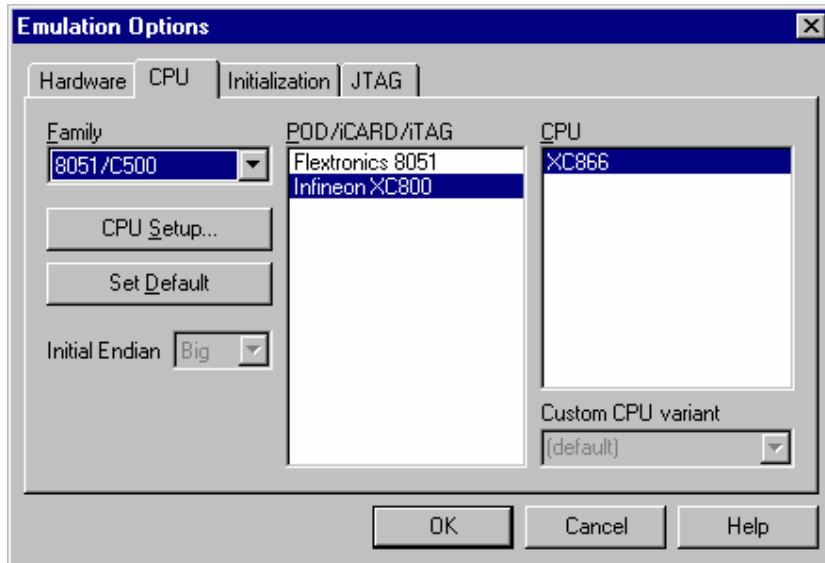 Emulation Options
Hardware CPU Initialization JTAG
Family POD/iCARD/iTAG CPU
8051/C500 Flextronics 8051 XC866
Infineon XC800
CPU Setup...
Set Default
Initial Endian Big
Custom CPU variant
(default)
OK Cancel Help